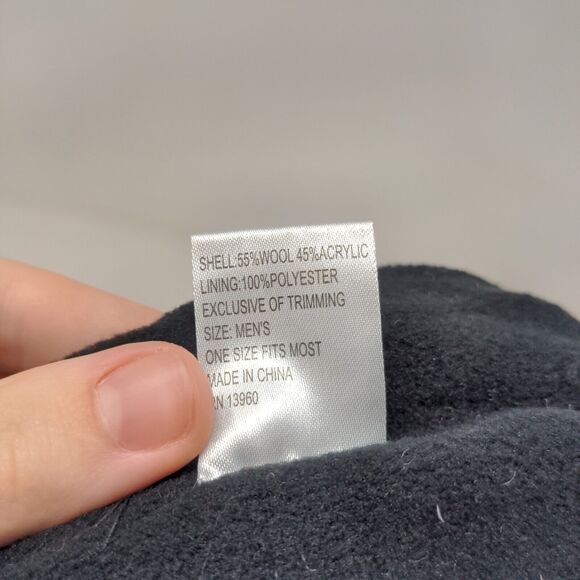 SHELL:55%WOOL 45%ACRYLIC
LINING:100%POLYESTER
EXCLUSIVE OF TRIMMING
SIZE: MEN'S
ONE SIZE FITS MOST
MADE IN CHINA
RN 13960